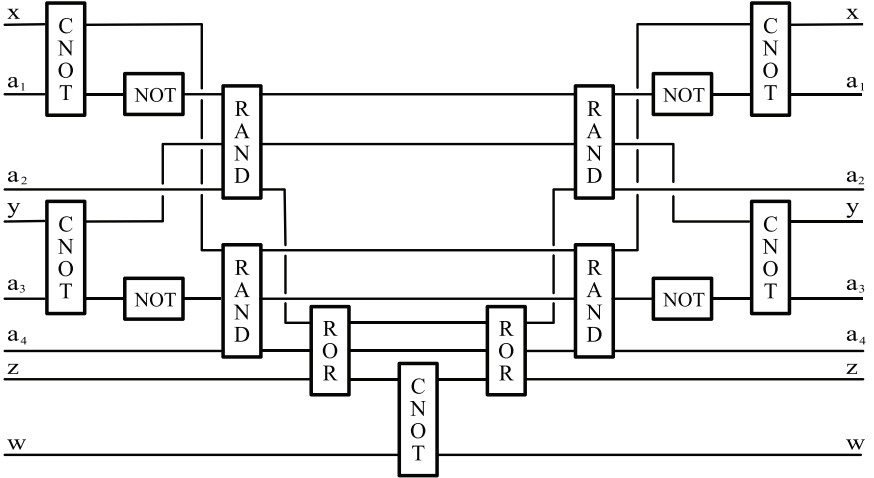 x CNOT CNOT x
a₁ NOT RAND RAND NOT a₁
a₂ a₂
y CNOT CNOT y
a₃ NOT RAND RAND NOT a₃
a₄ ROR ROR a₄
z CNOT z
w w